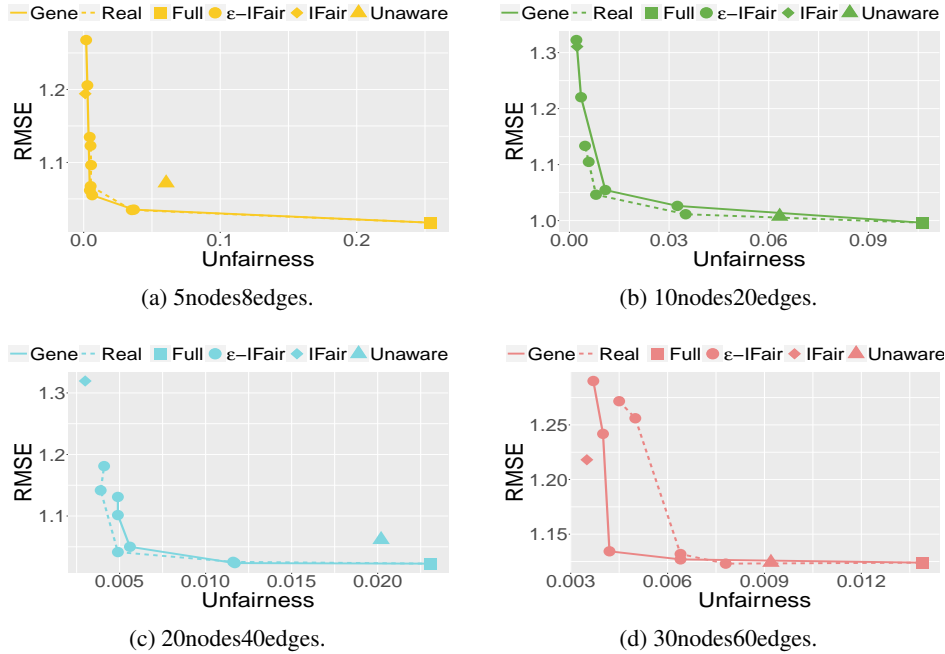 Gene Real Full ε−IFair IFair Unaware
Gene Real Full ε−IFair IFair Unaware
1.2
1.1
RMSE
0.0 0.1 0.2
Unfairness
1.3
1.2
1.1
1.0
RMSE
0.00 0.03 0.06 0.09
Unfairness
(a) 5nodes8edges.
(b) 10nodes20edges.
Gene Real Full ε−IFair IFair Unaware
Gene Real Full ε−IFair IFair Unaware
1.3
1.2
1.1
RMSE
0.005 0.010 0.015 0.020
Unfairness
1.25
1.20
1.15
RMSE
0.003 0.006 0.009 0.012
Unfairness
(c) 20nodes40edges.
(d) 30nodes60edges.